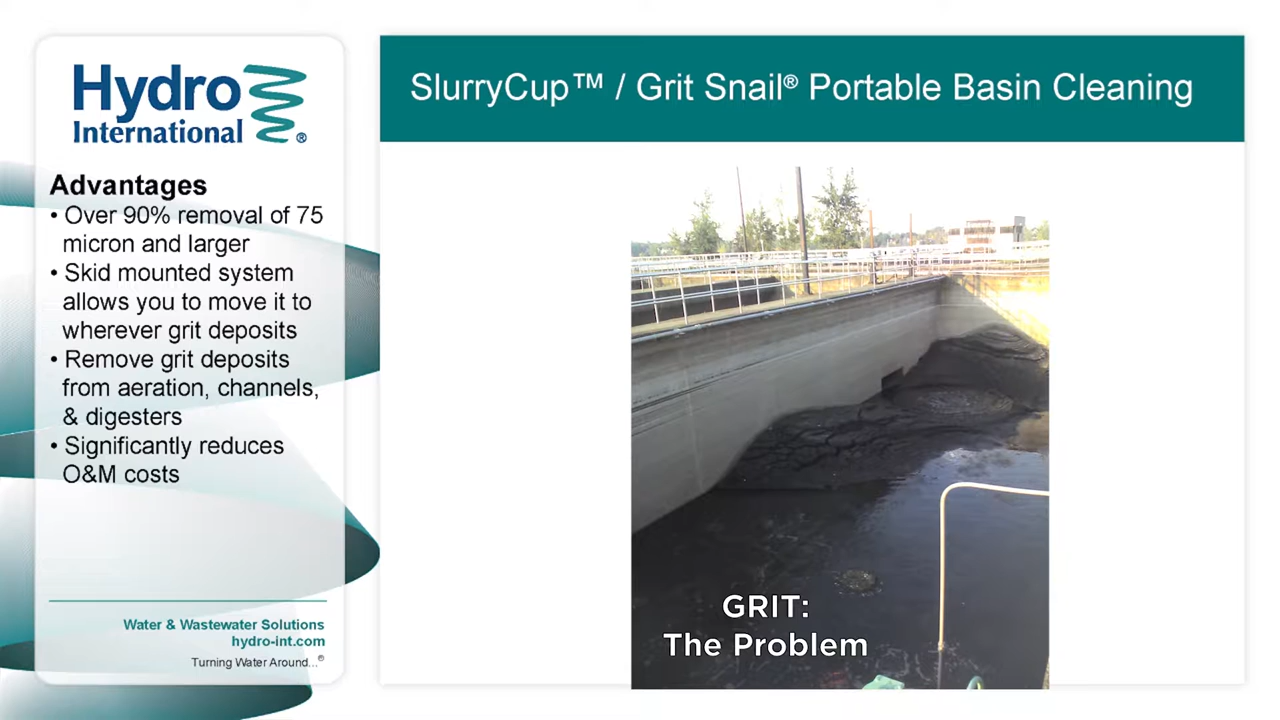 Hydro
International®
SlurryCup™ / Grit Snail® Portable Basin Cleaning
Advantages
• Over 90% removal of 75
micron and larger
• Skid mounted system
allows you to move it to
wherever grit deposits
• Remove grit deposits
from aeration, channels,
& digesters
• Significantly reduces
O&M costs
Water & Wastewater Solutions
hydro-int.com
Turning Water Around...®
GRIT:
The Problem